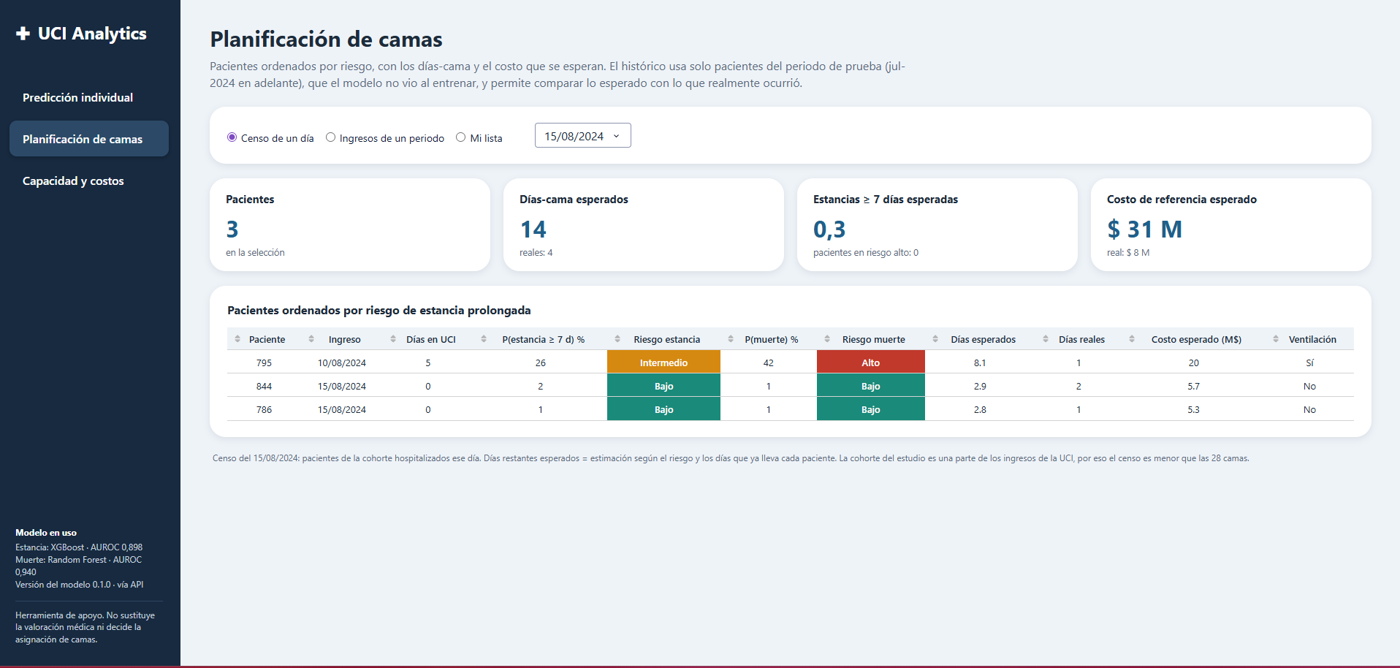 UCI Analytics
Predicción individual
Planificación de camas
Capacidad y costos
Modelo en uso
Estancia: XGBoost · AUROC 0,898
Muerte: Random Forest · AUROC
0,940
Versión del modelo 0.1.0 · vía API
Herramienta de apoyo. No sustituye
la valoración médica ni decide la
asignación de camas.
Planificación de camas
Pacientes ordenados por riesgo, con los días-cama y el costo que se esperan. El histórico usa solo pacientes del periodo de prueba (jul-
2024 en adelante), que el modelo no vio al entrenar, y permite comparar lo esperado con lo que realmente ocurrió.
Censo de un día Ingresos de un periodo Mi lista 15/08/2024
Pacientes
3
en la selección
Días-cama esperados
14
reales: 4
Estancias ≥ 7 días esperadas
0,3
pacientes en riesgo alto: 0
Costo de referencia esperado
$ 31 M
real: $ 8 M
Pacientes ordenados por riesgo de estancia prolongada
Paciente Ingreso Días en UCI P(estancia ≥ 7 d) % Riesgo estancia P(muerte) % Riesgo muerte Días esperados Días reales Costo esperado (M$) Ventilación
795 10/08/2024 5 26 Intermedio 42 Alto 8.1 1 20 Sí
844 15/08/2024 0 2 Bajo 1 Bajo 2.9 2 5.7 No
786 15/08/2024 0 1 Bajo 1 Bajo 2.8 1 5.3 No
Censo del 15/08/2024: pacientes de la cohorte hospitalizados ese día. Días restantes esperados = estimación según el riesgo y los días que ya lleva cada paciente. La cohorte del estudio es una parte de los ingresos de la UCI, por eso el censo es menor que las 28 camas.